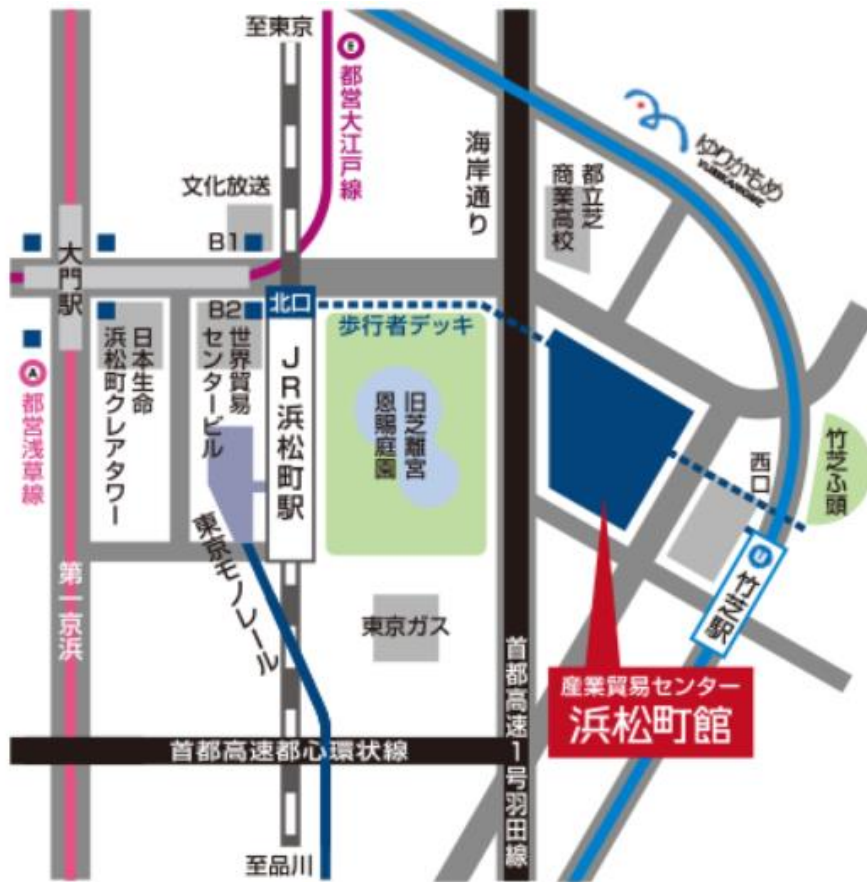 至東京
E
都営大江戸線
海岸通り
ゆりかもめ
YURIKAMOME
文化放送
都立芝
商業高校
B1
大門駅
B2
北口
歩行者デッキ
日本生命
浜松町クレアタワー
世界貿易
センタービル
JR浜松町駅
旧芝離宮
恩賜庭園
A
都営浅草線
西口
竹芝ふ頭
U
竹芝駅
東京モノレール
第一京浜
東京ガス
産業貿易センター
浜松町館
首都高速都心環状線
首都高速1号羽田線
至品川